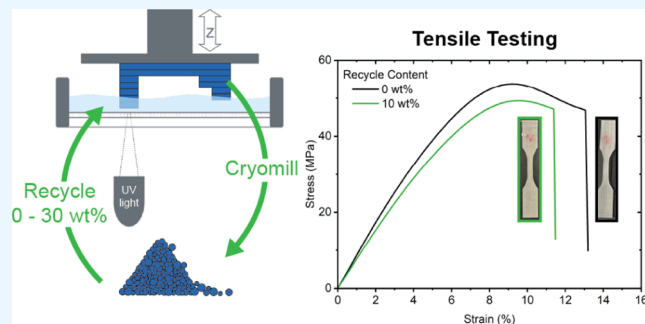 Z
Cryomill
Recycle
0 - 30 wt%
UV
light
Tensile Testing
Recycle Content
0 wt%
10 wt%
Stress (MPa)
60
40
20
0
0
2
4
6
8
10
12
14
16
Strain (%)